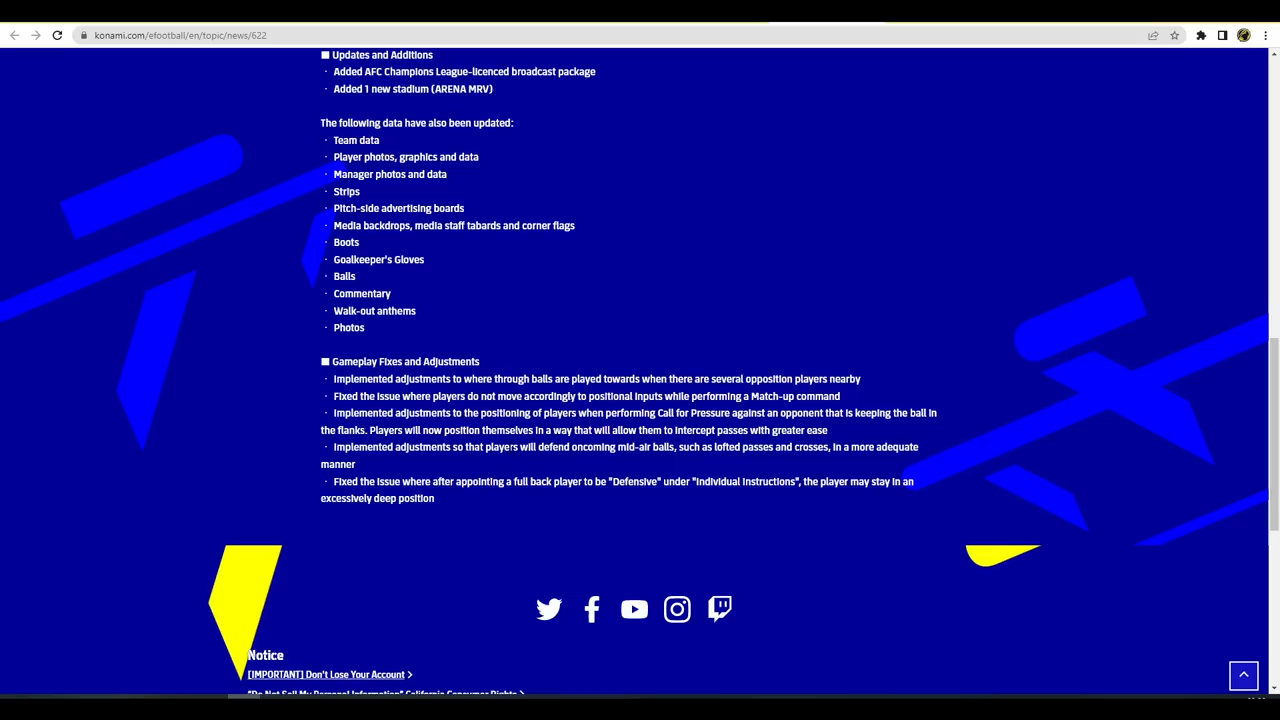 konami.com/efootball/en/topic/news/622
■ Updates and Additions
・ Added AFC Champions League-licenced broadcast package
・ Added 1 new stadium (ARENA MRV)
The following data have also been updated:
・ Team data
・ Player photos, graphics and data
・ Manager photos and data
・ Strips
・ Pitch-side advertising boards
・ Media backdrops, media staff tabards and corner flags
・ Boots
・ Goalkeeper's Gloves
・ Balls
・ Commentary
・ Walk-out anthems
・ Photos
■ Gameplay Fixes and Adjustments
・ Implemented adjustments to where through balls are played towards when there are several opposition players nearby
・ Fixed the issue where players do not move accordingly to positional inputs while performing a Match-up command
・ Implemented adjustments to the positioning of players when performing Call for Pressure against an opponent that is keeping the ball in
the flanks. Players will now position themselves in a way that will allow them to intercept passes with greater ease
・ Implemented adjustments so that players will defend oncoming mid-air balls, such as lofted passes and crosses, in a more adequate
manner
・ Fixed the issue where after appointing a full back player to be "Defensive" under "Individual Instructions", the player may stay in an
excessively deep position
Notice
[IMPORTANT] Don't Lose Your Account
"Do Not Sell My Personal Information" California Consumer Rights